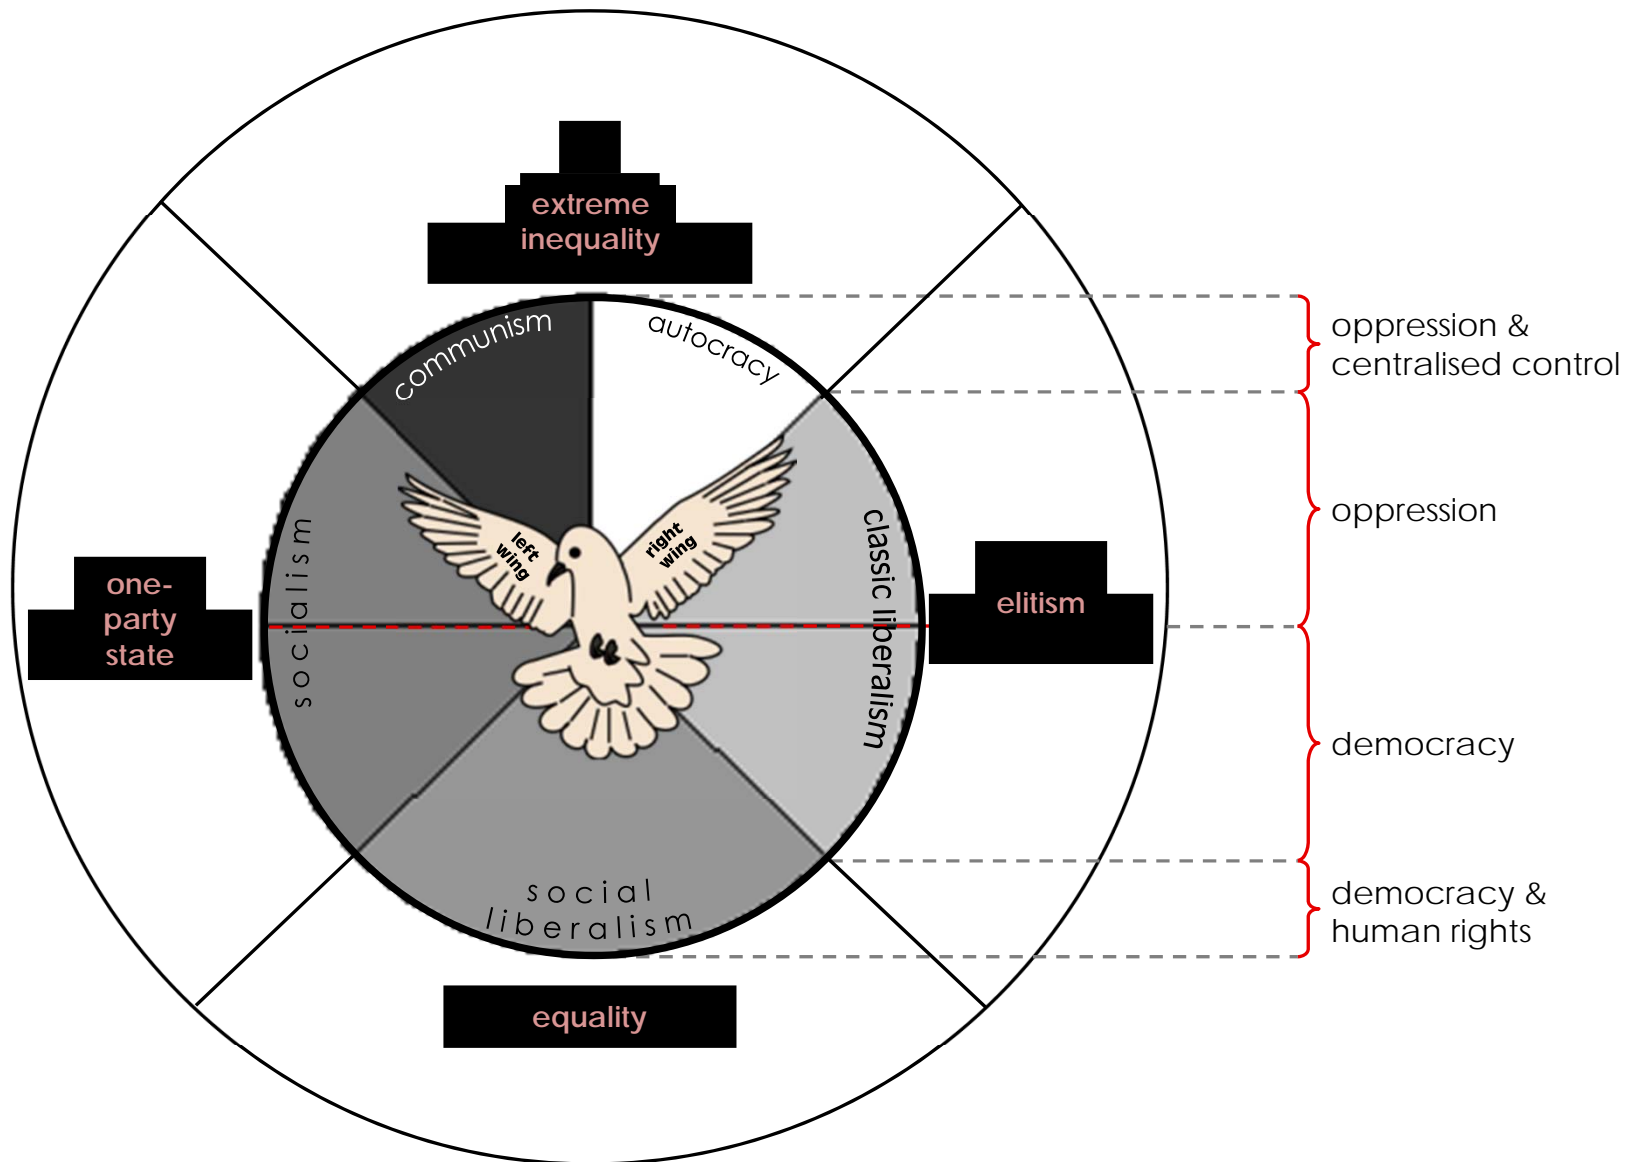 extreme
inequality
communism
autocracy
oppression &
centralised control
left
wing
right
wing
oppression
socialism
classic liberalism
one-
party
state
elitism
democracy
social
liberalism
democracy &
human rights
equality